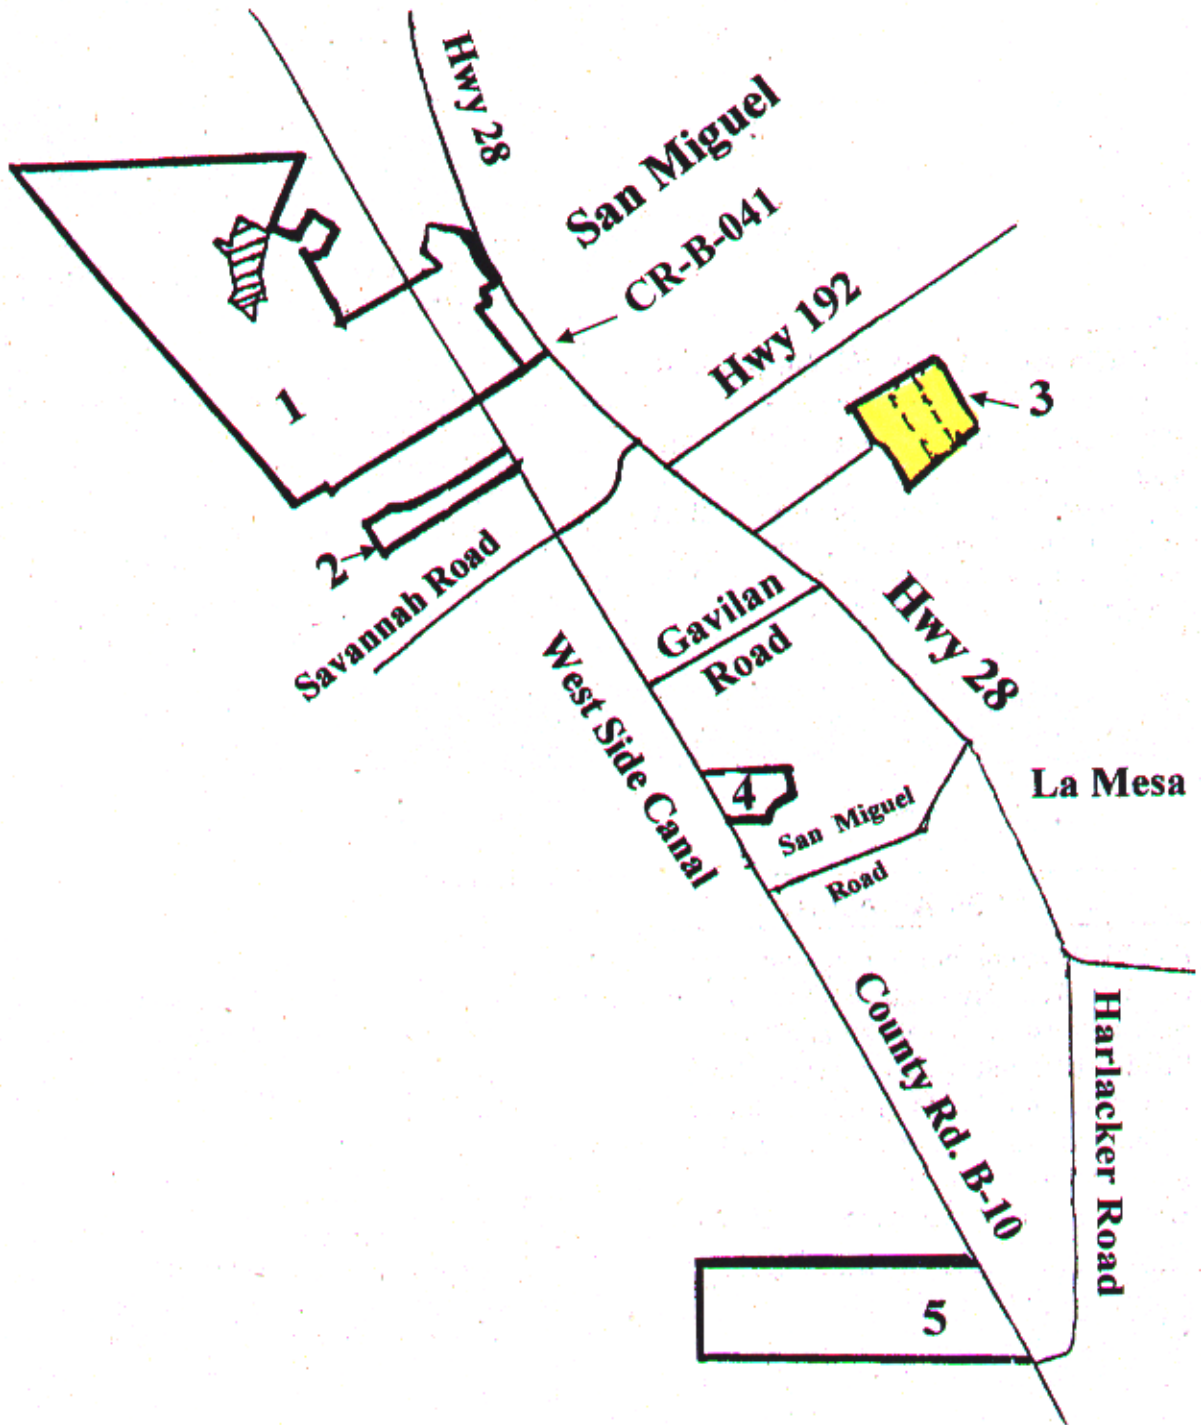 Hwy 28
San Miguel
CR-B-041
Hwy 192
1
3
2
Savannah Road
Gavilan
Road
Hwy 28
West Side Canal
4
La Mesa
San Miguel
Road
County Rd. B-10
Harlacker Road
5